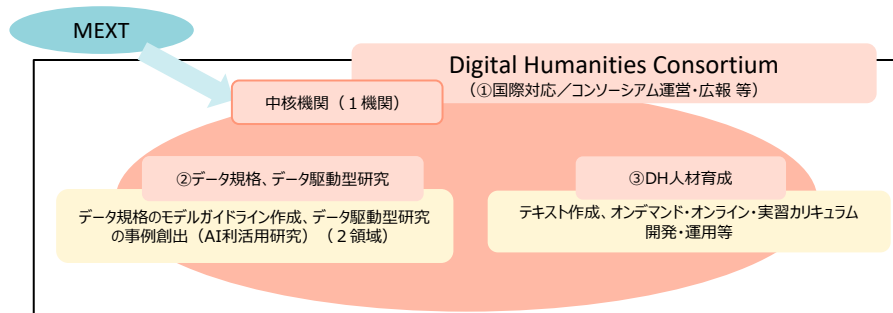 MEXT
Digital Humanities Consortium
（①国際対応／コンソーシアム運営・広報 等）
中核機関（１機関）
②データ規格、データ駆動型研究
データ規格のモデルガイドライン作成、データ駆動型研究
の事例創出（AI利活用研究）（２領域）
③DH人材育成
テキスト作成、オンデマンド・オンライン・実習カリキュラム
開発・運用等